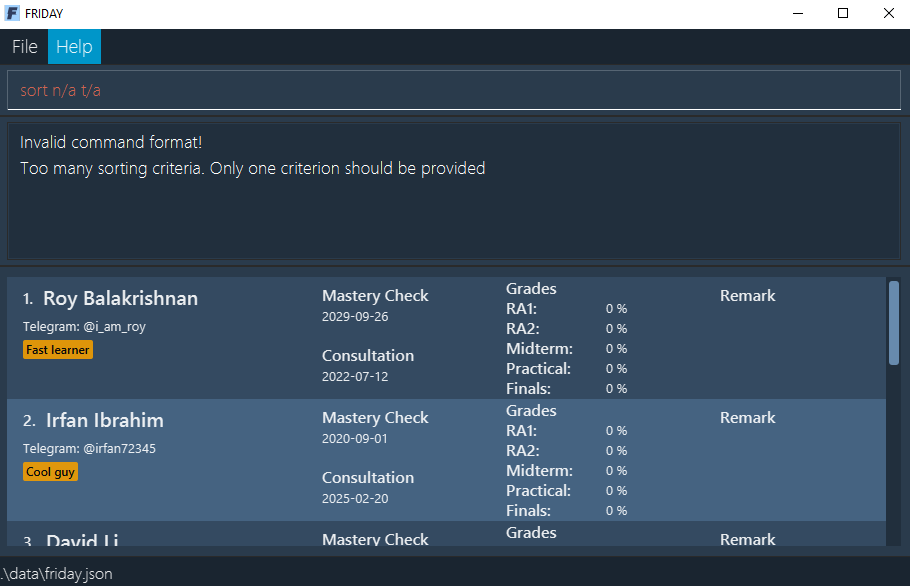 FRIDAY
File Help
sort n/a t/a
Invalid command format!
Too many sorting criteria. Only one criterion should be provided
1. Roy Balakrishnan
Telegram: @i_am_roy
Fast learner
Mastery Check
2029-09-26
Consultation
2022-07-12
Grades
RA1: 0 %
RA2: 0 %
Midterm: 0 %
Practical: 0 %
Finals: 0 %
Remark
2. Irfan Ibrahim
Telegram: @irfan72345
Cool guy
Mastery Check
2020-09-01
Consultation
2025-02-20
Grades
RA1: 0 %
RA2: 0 %
Midterm: 0 %
Practical: 0 %
Finals: 0 %
Remark
3. David Li
Mastery Check
Grades
Remark
.\data\friday.json